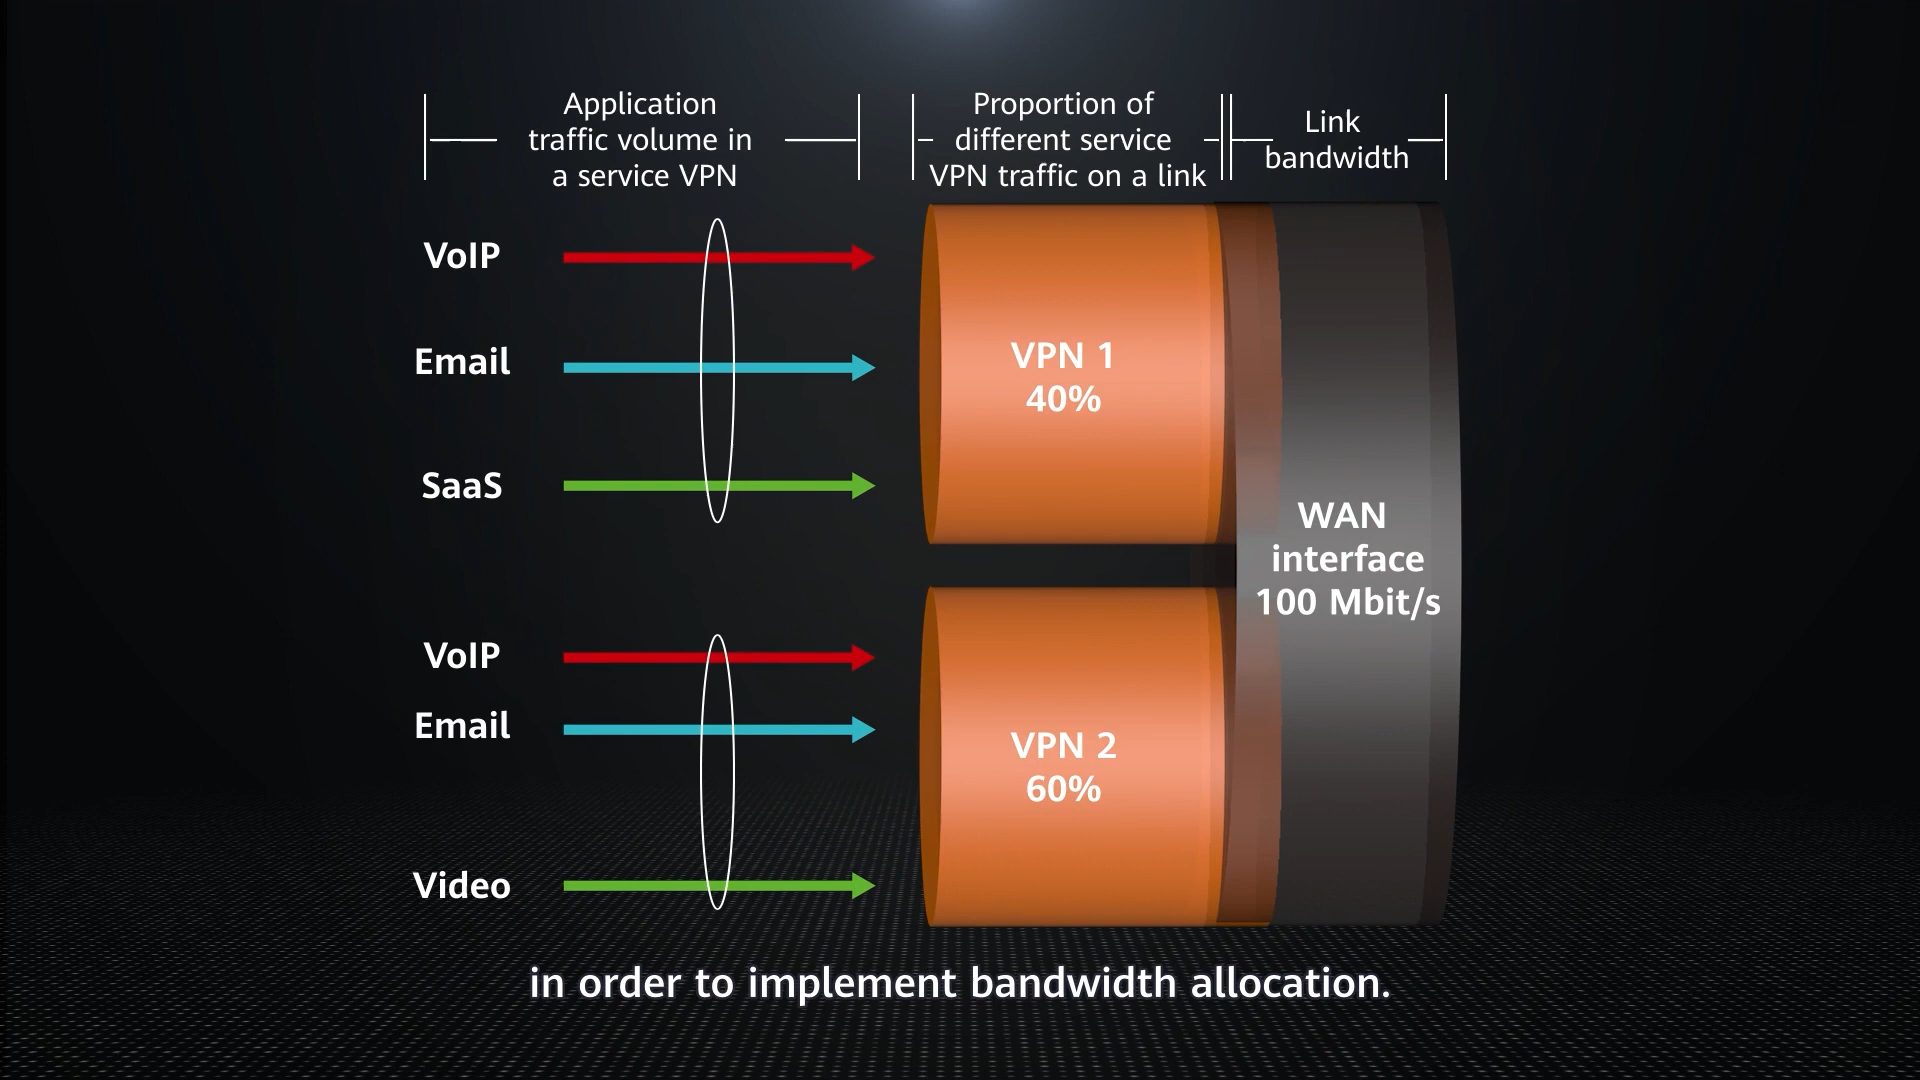 Application
traffic volume in
a service VPN
Proportion of
different service
VPN traffic on a link
Link
bandwidth
VoIP
Email
SaaS
VPN 1
40%
WAN
interface
100 Mbit/s
VoIP
Email
Video
VPN 2
60%
in order to implement bandwidth allocation.